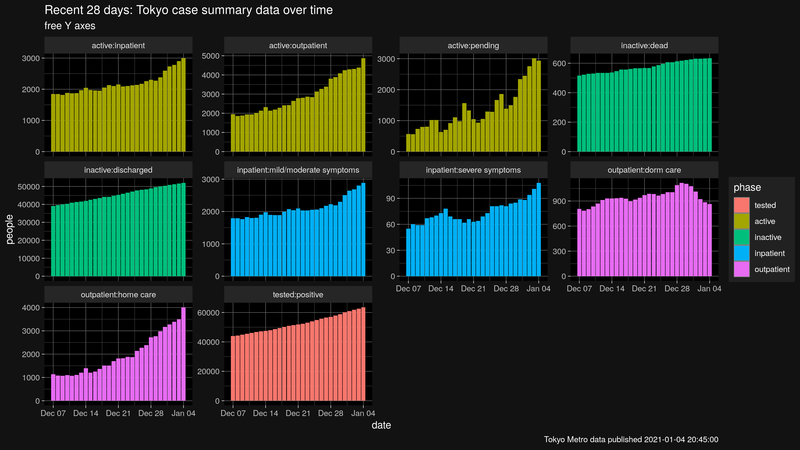 Recent 28 days: Tokyo case summary data over time
free Y axes
active:inpatient
active:outpatient
active:pending
inactive:dead
3000
2000
1000
0
5000
4000
3000
2000
1000
0
3000
2000
1000
0
600
400
200
0
inactive:discharged
inpatient:mild/moderate symptoms
inpatient:severe symptoms
outpatient:dorm care
50000
40000
30000
20000
10000
0
3000
2000
1000
0
90
60
30
0
900
600
300
0
Dec 07 Dec 14 Dec 21 Dec 28 Jan 04
Dec 07 Dec 14 Dec 21 Dec 28 Jan 04
outpatient:home care
tested:positive
4000
3000
2000
1000
0
60000
40000
20000
0
Dec 07 Dec 14 Dec 21 Dec 28 Jan 04
Dec 07 Dec 14 Dec 21 Dec 28 Jan 04
people
date
phase
tested
active
inactive
inpatient
outpatient
Tokyo Metro data published 2021-01-04 20:45:00